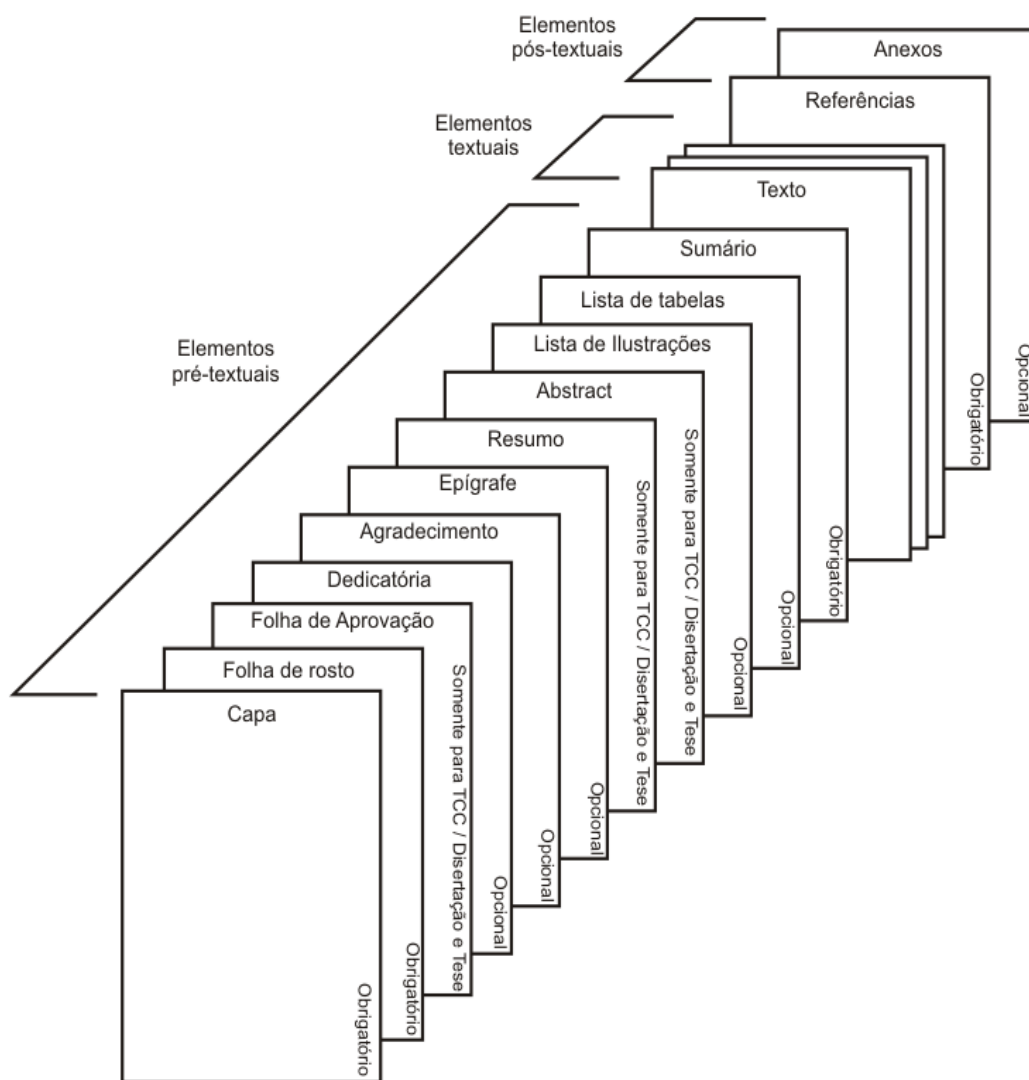 Elementos
pós-textuais
Anexos
Referências
Elementos
textuais
Texto
Sumário
Lista de tabelas
Lista de Ilustrações
Elementos
pré-textuais
Abstract
Resumo
Epígrafe
Agradecimento
Dedicatória
Folha de Aprovação
Folha de rosto
Capa
Obrigatório
Obrigatório
Somente para TCC / Disertação e Tese
Opcional
Opcional
Opcional
Somente para TCC / Disertação e Tese
Somente para TCC / Disertação e Tese
Opcional
Opcional
Obrigatório
Obrigatório
Opcional